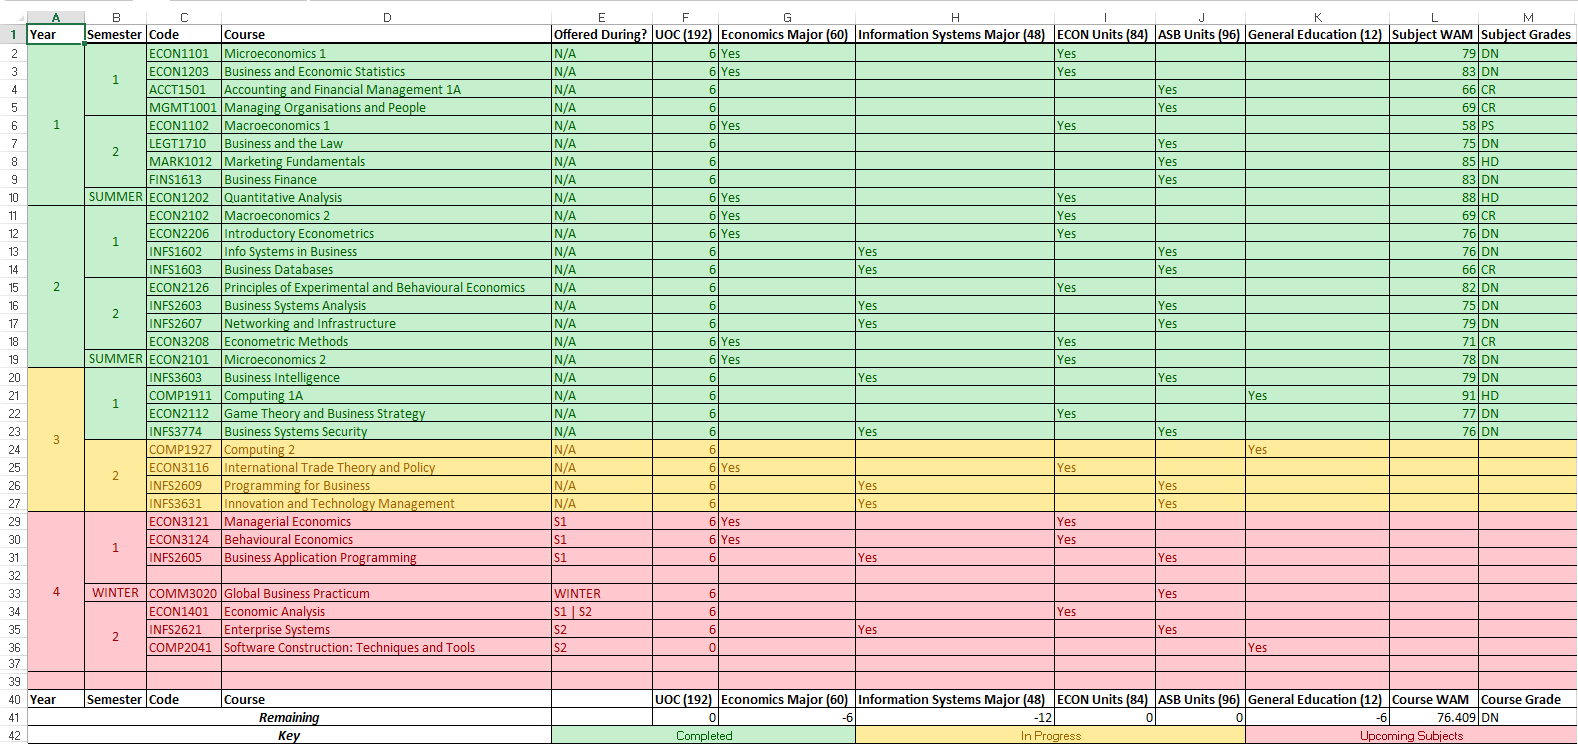 A B C D E F G H I J K L M
1 Year Semester Code Course Offered During? UOC (192) Economics Major (60) Information Systems Major (48) ECON Units (84) ASB Units (96) General Education (12) Subject WAM Subject Grades
2 ECON1101 Microeconomics 1 N/A 6 Yes Yes 79 DN
3 1 ECON1203 Business and Economic Statistics N/A 6 Yes Yes 83 DN
4 ACCT1501 Accounting and Financial Management 1A N/A 6 Yes 66 CR
5 MGMT1001 Managing Organisations and People N/A 6 Yes 69 CR
6 1 ECON1102 Macroeconomics 1 N/A 6 Yes Yes 58 PS
7 2 LEGT1710 Business and the Law N/A 6 Yes 75 DN
8 MARK1012 Marketing Fundamentals N/A 6 Yes 85 HD
9 FINS1613 Business Finance N/A 6 Yes 83 DN
10 SUMMER ECON1202 Quantitative Analysis N/A 6 Yes Yes 88 HD
11 ECON2102 Macroeconomics 2 N/A 6 Yes Yes 69 CR
12 1 ECON2206 Introductory Econometrics N/A 6 Yes Yes 76 DN
13 INFS1602 Info Systems in Business N/A 6 Yes Yes 76 DN
14 INFS1603 Business Databases N/A 6 Yes Yes 66 CR
15 2 ECON2126 Principles of Experimental and Behavioural Economics N/A 6 Yes 82 DN
16 2 INFS2603 Business Systems Analysis N/A 6 Yes Yes 75 DN
17 INFS2607 Networking and Infrastructure N/A 6 Yes Yes 79 DN
18 ECON3208 Econometric Methods N/A 6 Yes Yes 71 CR
19 SUMMER ECON2101 Microeconomics 2 N/A 6 Yes Yes 78 DN
20 INFS3603 Business Intelligence N/A 6 Yes Yes 79 DN
21 1 COMP1911 Computing 1A N/A 6 Yes 91 HD
22 ECON2112 Game Theory and Business Strategy N/A 6 Yes 77 DN
23 3 INFS3774 Business Systems Security N/A 6 Yes Yes 76 DN
24 COMP1927 Computing 2 N/A 6 Yes
25 2 ECON3116 International Trade Theory and Policy N/A 6 Yes Yes
26 INFS2609 Programming for Business N/A 6 Yes Yes
27 INFS3631 Innovation and Technology Management N/A 6 Yes Yes
29 ECON3121 Managerial Economics S1 6 Yes Yes
30 1 ECON3124 Behavioural Economics S1 6 Yes Yes
31 INFS2605 Business Application Programming S1 6 Yes Yes
32
33 4 WINTER COMM3020 Global Business Practicum WINTER 6 Yes
34 ECON1401 Economic Analysis S1 | S2 6 Yes
35 2 INFS2621 Enterprise Systems S2 6 Yes Yes
36 COMP2041 Software Construction: Techniques and Tools S2 0 Yes
37
39
40 Year Semester Code Course UOC (192) Economics Major (60) Information Systems Major (48) ECON Units (84) ASB Units (96) General Education (12) Course WAM Course Grade
41 Remaining 0 -6 -12 0 0 -6 76.409 DN
42 Key Completed In Progress Upcoming Subjects